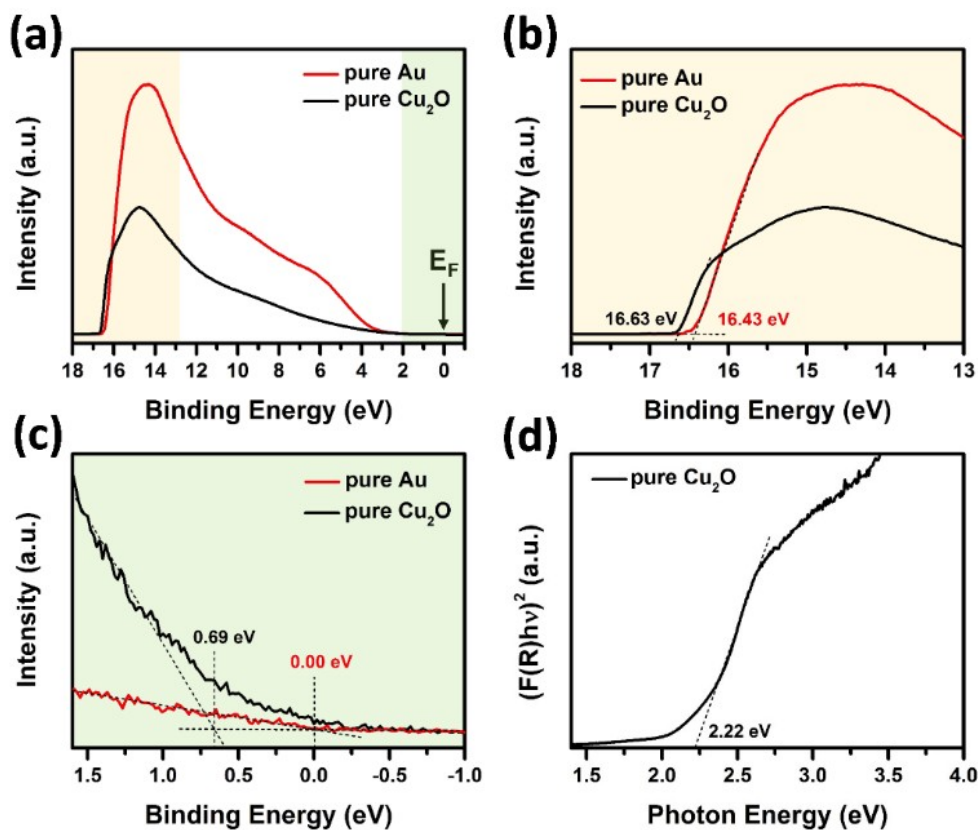 (a)
pure Au
pure Cu₂O
E_F
Intensity (a.u.)
18 16 14 12 10 8 6 4 2 0
Binding Energy (eV)
(b)
pure Au
pure Cu₂O
16.63 eV
16.43 eV
Intensity (a.u.)
18 17 16 15 14 13
Binding Energy (eV)
(c)
pure Au
pure Cu₂O
0.69 eV
0.00 eV
Intensity (a.u.)
1.5 1.0 0.5 0.0 -0.5 -1.0
Binding Energy (eV)
(d)
pure Cu₂O
2.22 eV
(F(R)hν)²  (a.u.)
1.5 2.0 2.5 3.0 3.5 4.0
Photon Energy (eV)